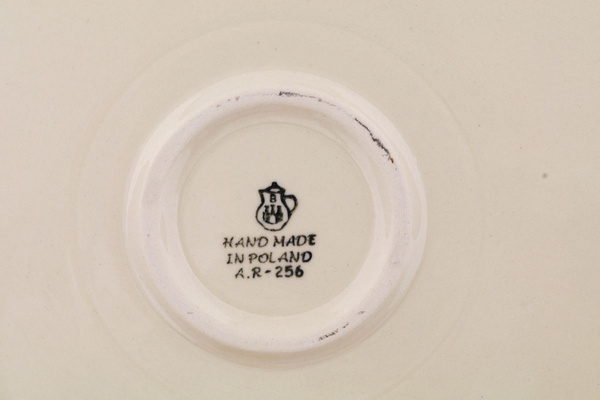 B
HAND MADE
IN POLAND
A.R-256